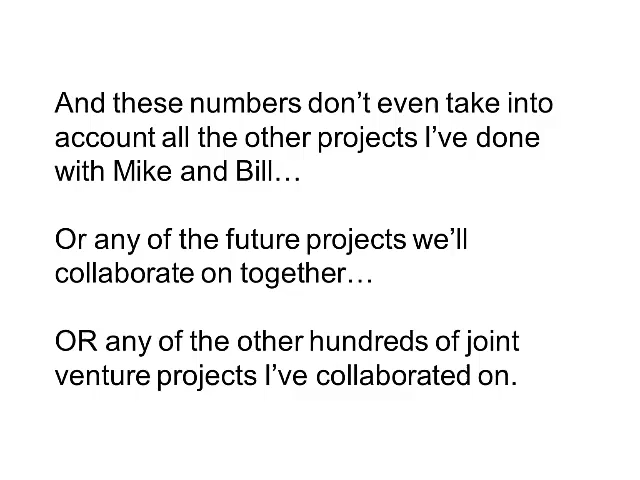 And these numbers don’t even take into
account all the other projects I’ve done
with Mike and Bill…
Or any of the future projects we’ll
collaborate on together…
OR any of the other hundreds of joint
venture projects I’ve collaborated on.